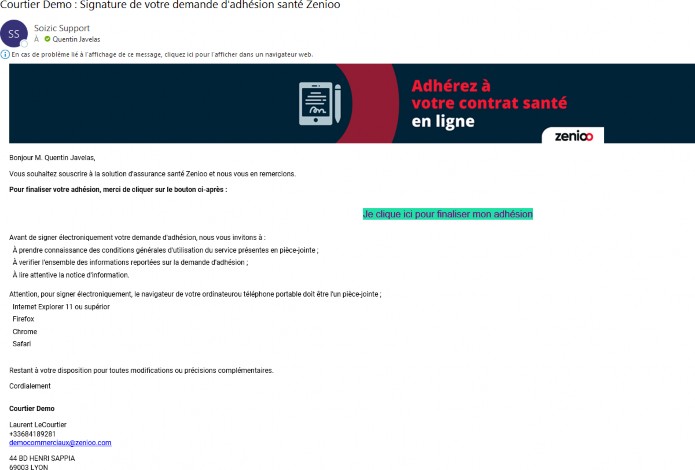 Courtier Demo : Signature de votre demande d'adhésion santé Zenioo
SS
Soizic Support
À Quentin Javelas
En cas de problème lié à l'affichage de ce message, cliquez ici pour l'afficher dans un navigateur web.
Adhérez à
votre contrat santé
en ligne
zenioo
Bonjour M. Quentin Javelas,
Vous souhaitez souscrire à la solution d'assurance santé Zenioo et nous vous en remercions.
Pour finaliser votre adhésion, merci de cliquer sur le bouton ci-après :
Je clique ici pour finaliser mon adhésion
Avant de signer électroniquement votre demande d'adhésion, nous vous invitons à :
À prendre connaissance des conditions générales d'utilisation du service présentes en pièce-jointe ;
À vérifier l'ensemble des informations reportées sur la demande d'adhésion ;
À lire attentive la notice d'information.
Attention, pour signer électroniquement, le navigateur de votre ordinateurou téléphone portable doit être l'un pièce-jointe ;
Internet Explorer 11 ou supérior
Firefox
Chrome
Safari
Restant à votre disposition pour toutes modifications ou précisions complémentaires.
Cordialement
Courtier Demo
Laurent LeCourtier
+33684189281
democommerciaux@zenioo.com
44 BD HENRI SAPPIA
69003 LYON